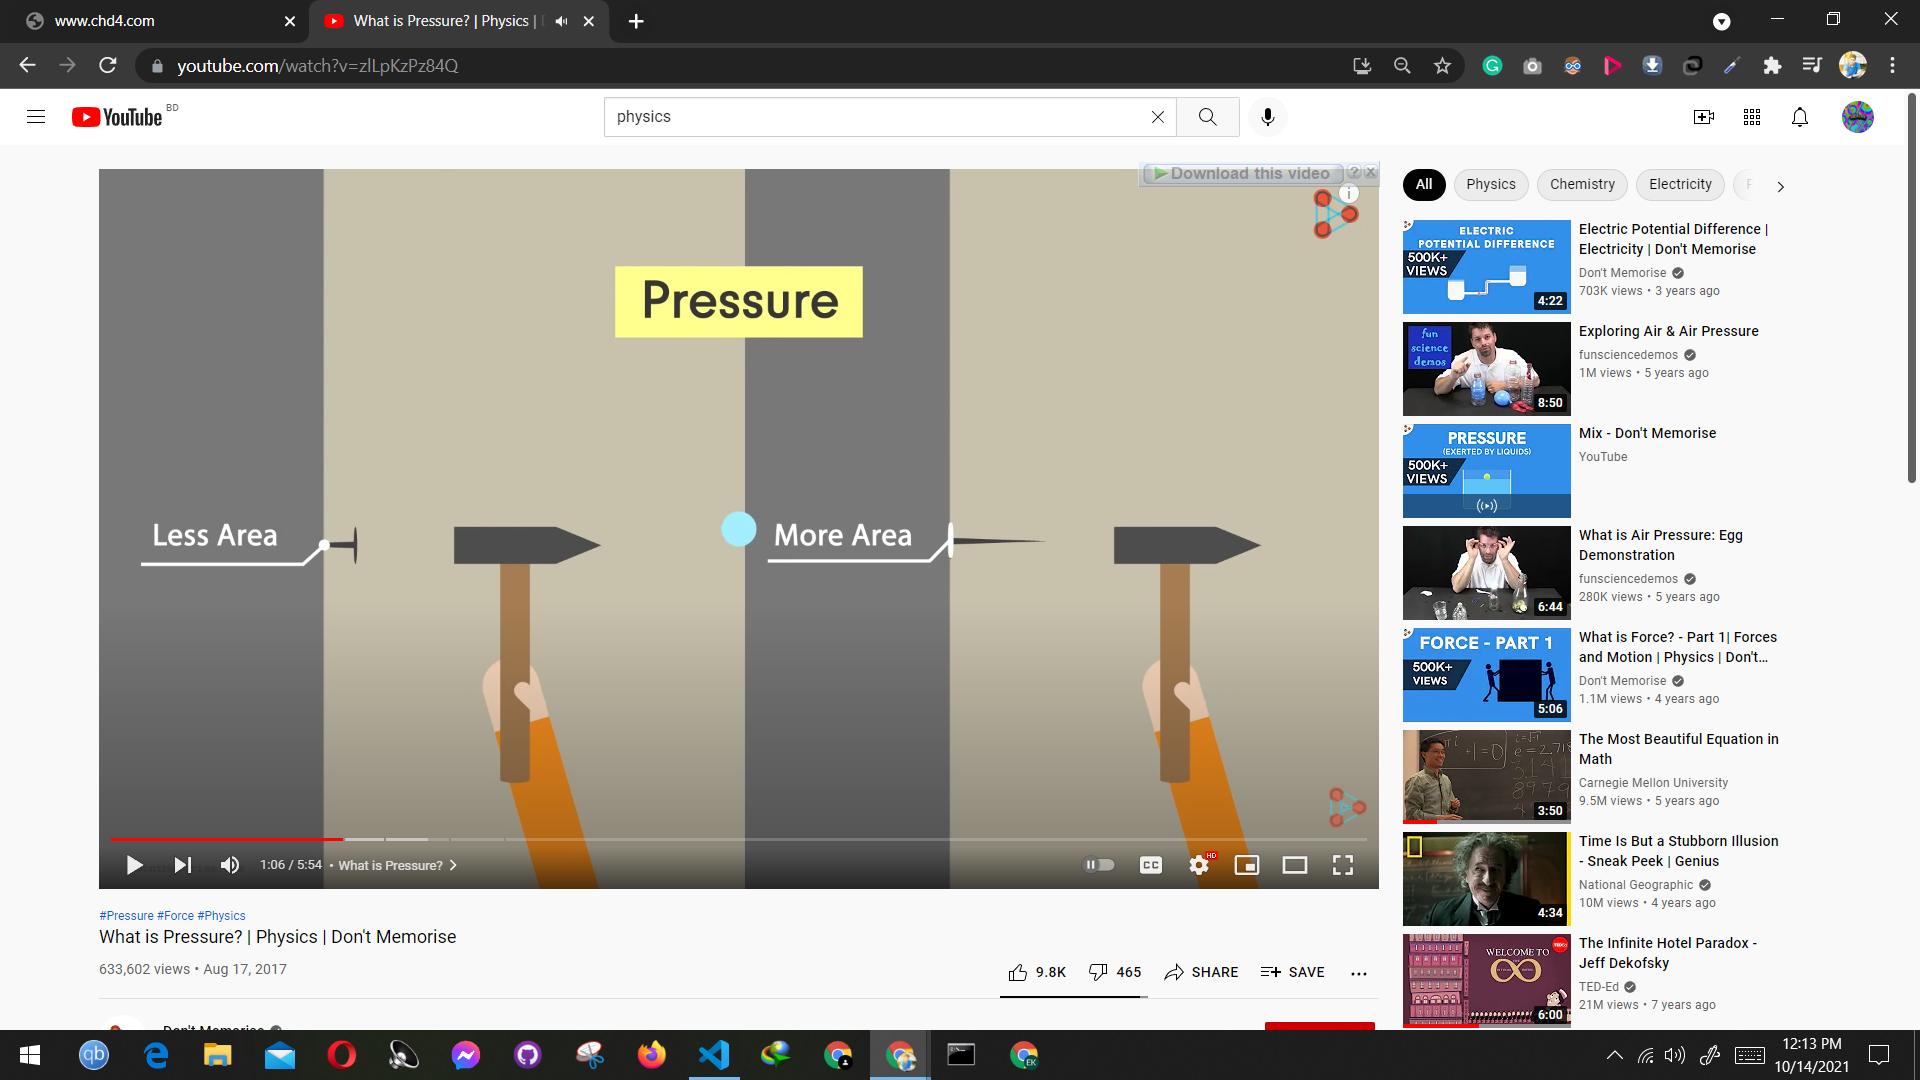 www.chd4.com
What is Pressure? | Physics |
youtube.com/watch?v=zlLpKzPz84Q
YouTube BD
physics
Download this video
Pressure
Less Area
More Area
1:06 / 5:54 • What is Pressure?
CC
HD
#Pressure #Force #Physics
What is Pressure? | Physics | Don't Memorise
633,602 views • Aug 17, 2017
9.8K
465
SHARE
SAVE
Don't Memorise
All
Physics
Chemistry
Electricity
ELECTRIC
POTENTIAL DIFFERENCE
500K+
VIEWS
4:22
Electric Potential Difference |
Electricity | Don't Memorise
Don't Memorise
703K views • 3 years ago
fun
science
demos
8:50
Exploring Air & Air Pressure
funsciencedemos
1M views • 5 years ago
PRESSURE
(EXERTED BY LIQUIDS)
500K+
VIEWS
Mix - Don't Memorise
YouTube
6:44
What is Air Pressure: Egg
Demonstration
funsciencedemos
280K views • 5 years ago
FORCE - PART 1
500K+
VIEWS
5:06
What is Force? - Part 1| Forces
and Motion | Physics | Don't...
Don't Memorise
1.1M views • 4 years ago
3:50
The Most Beautiful Equation in
Math
Carnegie Mellon University
9.5M views • 5 years ago
4:34
Time Is But a Stubborn Illusion
- Sneak Peek | Genius
National Geographic
10M views • 4 years ago
WELCOME TO
6:00
The Infinite Hotel Paradox -
Jeff Dekofsky
TED-Ed
21M views • 7 years ago
qb
EK
12:13 PM
10/14/2021